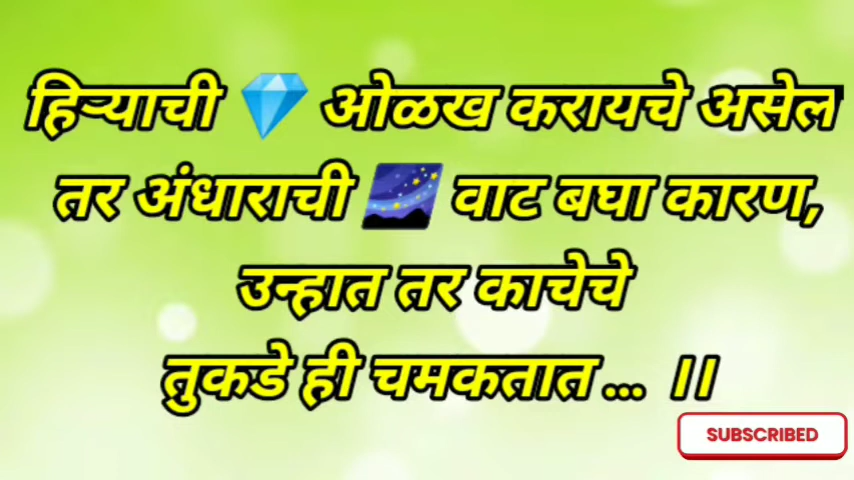 हिऱ्याची 💎 ओळख करायचे असेल
तर अंधाराची 🌌 वाट बघा कारण,
उन्हात तर काचेचे
तुकडे ही चमकतात... ।।
SUBSCRIBED